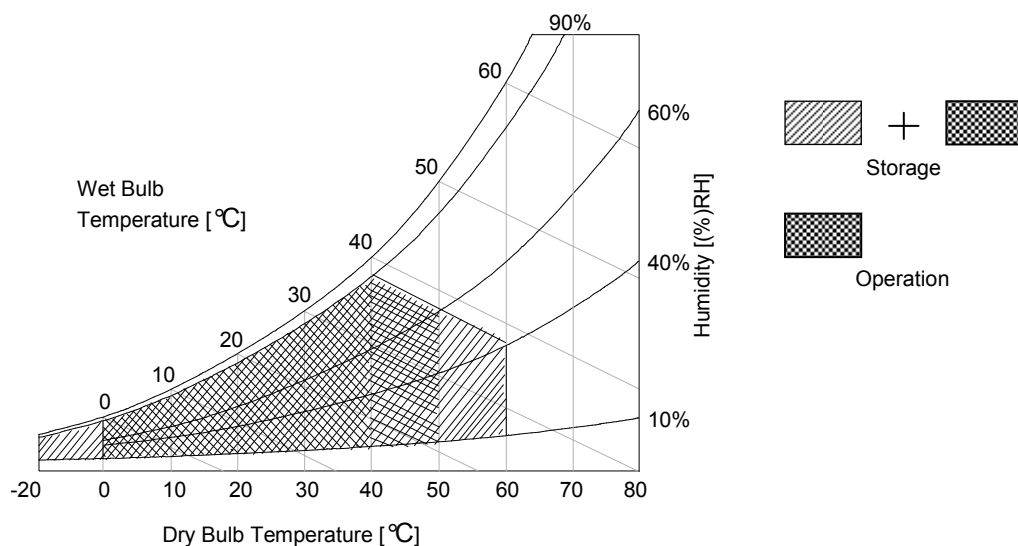 90%
60
60%
50
Wet Bulb
Temperature [℃]
Storage
40
40%
30
Humidity [(%)RH]
Operation
20
10
0
10%
-20 0 10 20 30 40 50 60 70 80
Dry Bulb Temperature [℃]